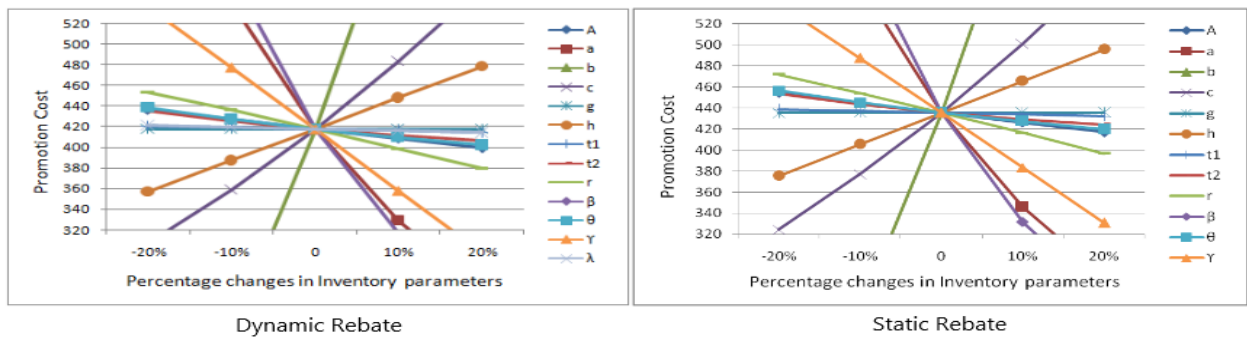 520
500
480
460
440
420
400
380
360
340
320
Promotion Cost
-20% -10% 0 10% 20%
Percentage changes in Inventory parameters
A
a
b
c
g
h
t1
t2
r
β
θ
ϒ
λ
Dynamic Rebate
520
500
480
460
440
420
400
380
360
340
320
Promotion Cost
-20% -10% 0 10% 20%
Percentage changes in Inventory parameters
A
a
b
c
g
h
t1
t2
r
β
θ
ϒ
Static Rebate